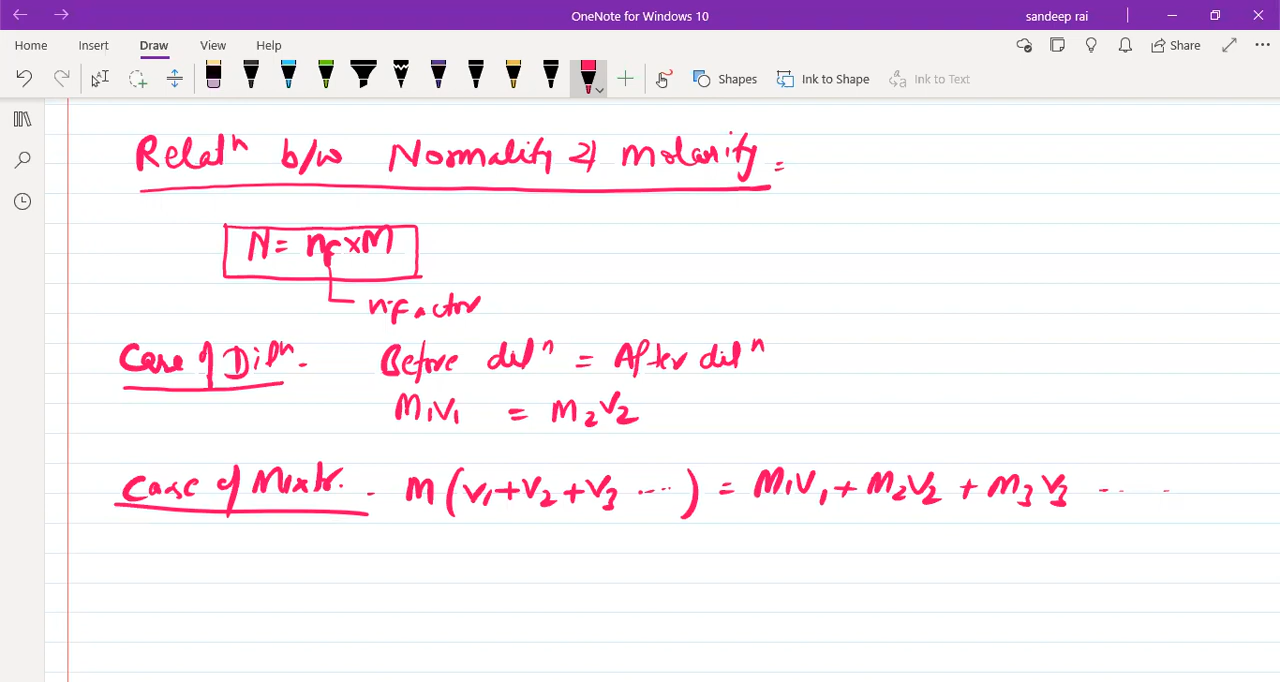 OneNote for Windows 10
sandeep rai
Home Insert Draw View Help
Share
Shapes Ink to Shape Ink to Text
Relatⁿ b/w Normality & Molarity =
N = nf × M
n-factor
Case of Dilⁿ. Before dilⁿ = After dilⁿ
M₁V₁ = M₂V₂
Case of Mixtr. - M (V₁ + V₂ + V₃ ....) = M₁V₁ + M₂V₂ + M₃V₃ ....